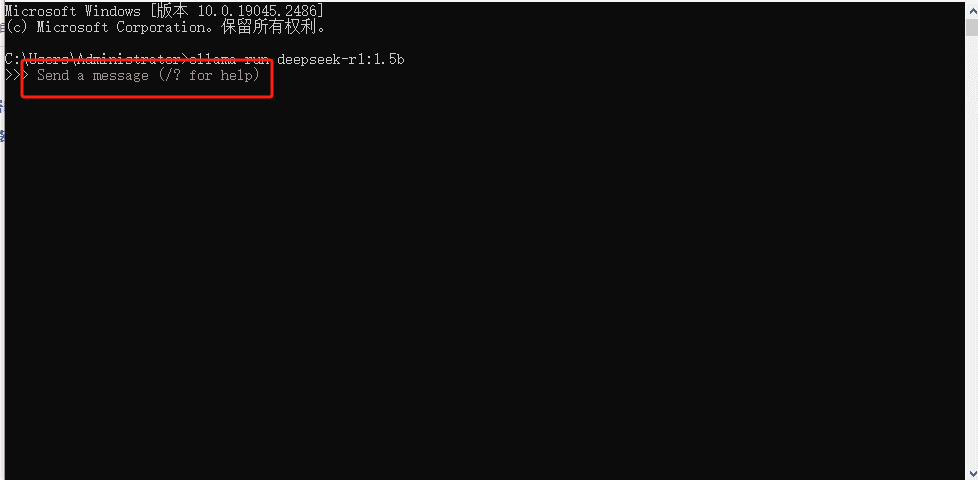 Microsoft Windows [版本 10.0.19045.2486]
(c) Microsoft Corporation。保留所有权利。
C:\Users\Administrator>ollama run deepseek-r1:1.5b
>>> Send a message (/? for help)